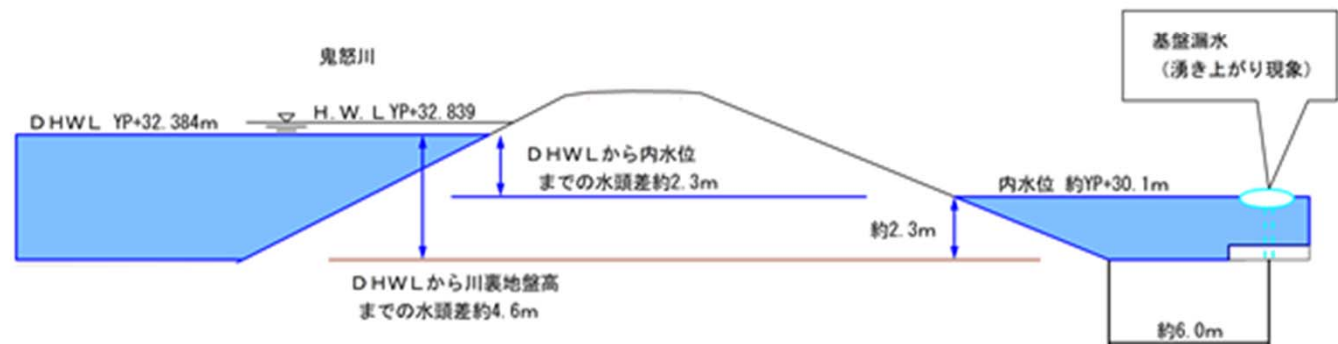 鬼怒川
基盤漏水
(湧き上がり現象)
DHWL YP+32.384m
H.W.L YP+32.839
DHWLから内水位
までの水頭差約2.3m
内水位 約YP+30.1m
約2.3m
DHWLから川裏地盤高
までの水頭差約4.6m
約6.0m